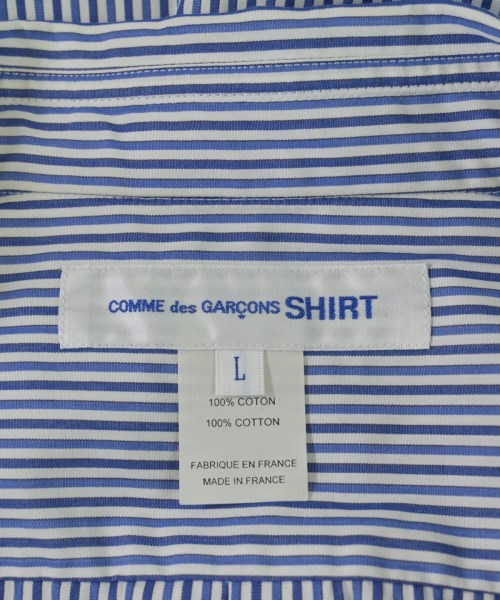 COMME des GARÇONS SHIRT
L
100% COTON
100% COTTON
FABRIQUE EN FRANCE
MADE IN FRANCE